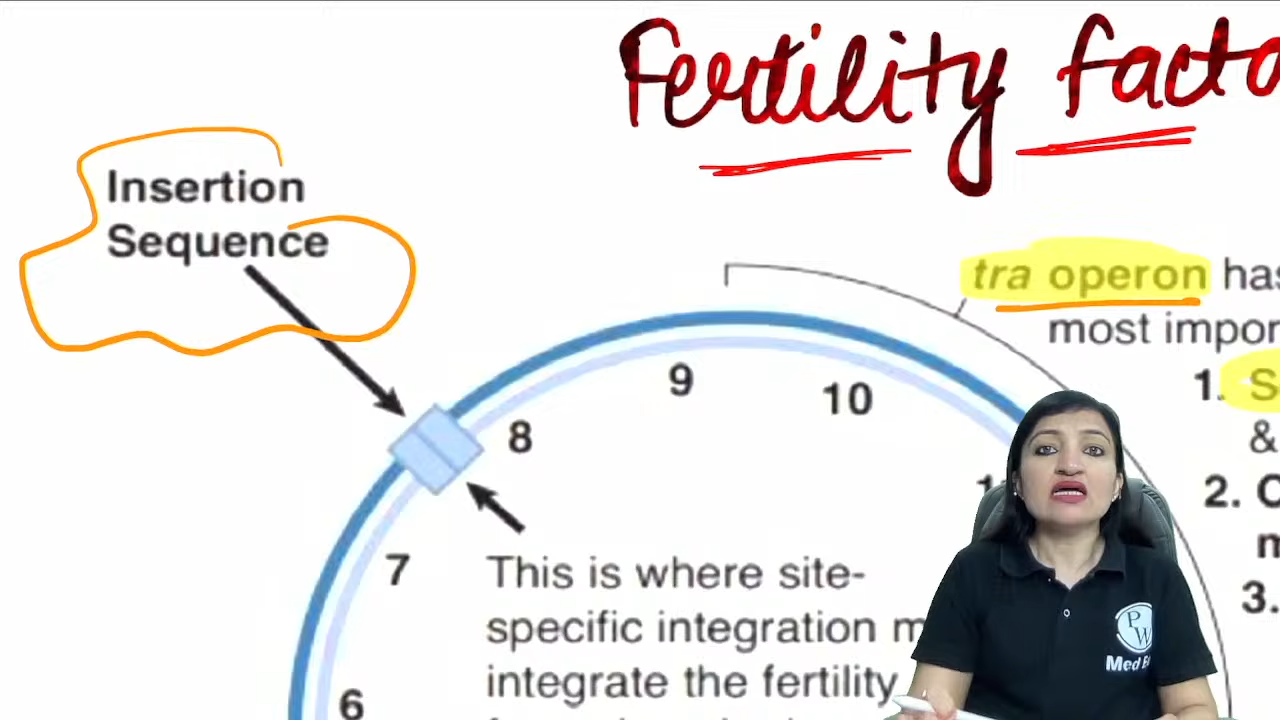 Fertility facto
Insertion
Sequence
tra operon has
most impor
1. S
&
2. C
m
3.
9
10
8
7
6
This is where site-
specific integration m
integrate the fertility
PW
Med E